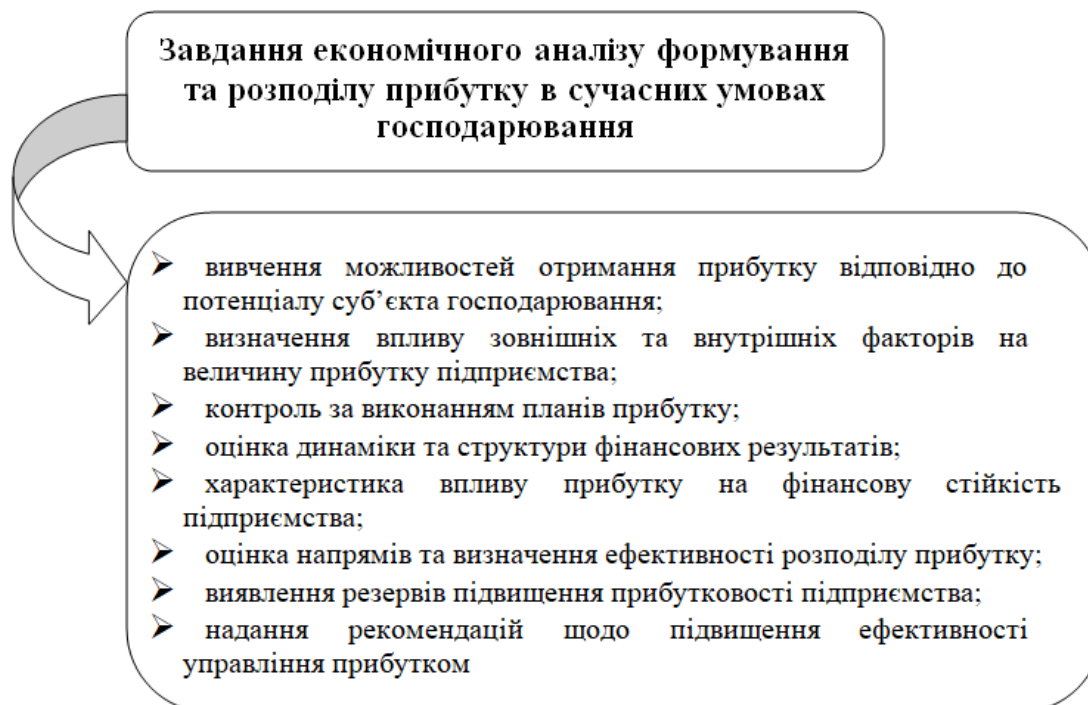 Завдання економічного аналізу формування
та розподілу прибутку в сучасних умовах
господарювання
➢ вивчення можливостей отримання прибутку відповідно до
потенціалу суб’єкта господарювання;
➢ визначення впливу зовнішніх та внутрішніх факторів на
величину прибутку підприємства;
➢ контроль за виконанням планів прибутку;
➢ оцінка динаміки та структури фінансових результатів;
➢ характеристика впливу прибутку на фінансову стійкість
підприємства;
➢ оцінка напрямів та визначення ефективності розподілу прибутку;
➢ виявлення резервів підвищення прибутковості підприємства;
➢ надання рекомендацій щодо підвищення ефективності
управління прибутком